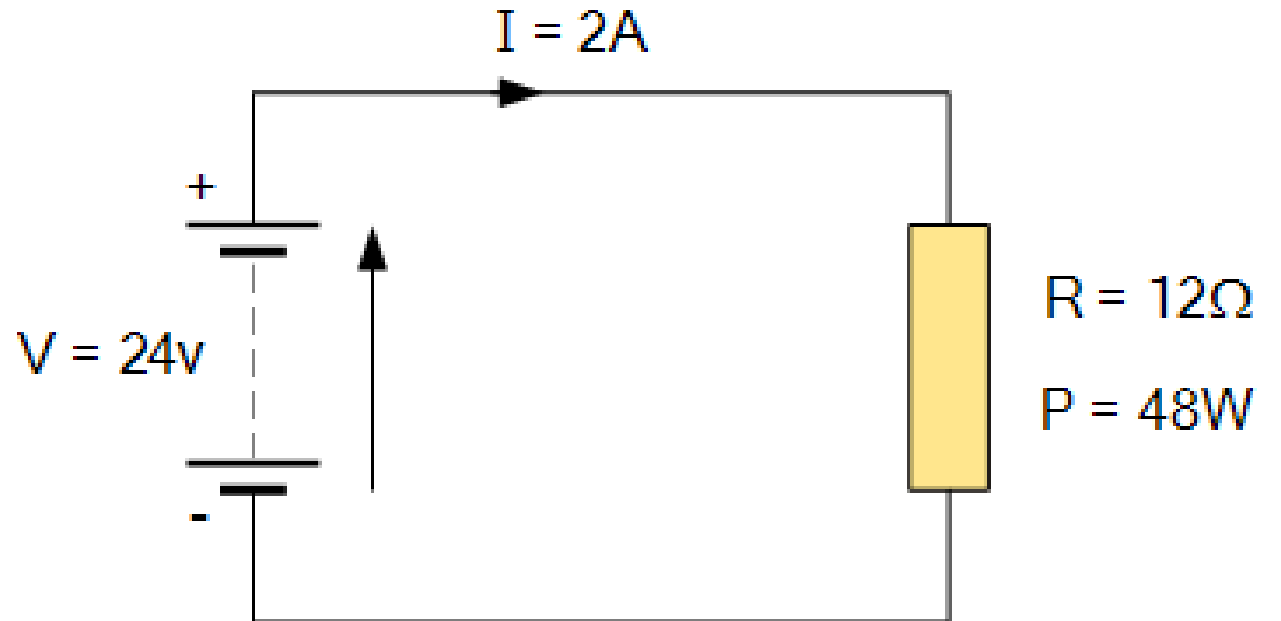 I = 2A
+
V = 24v
-
R = 12Ω
P = 48W